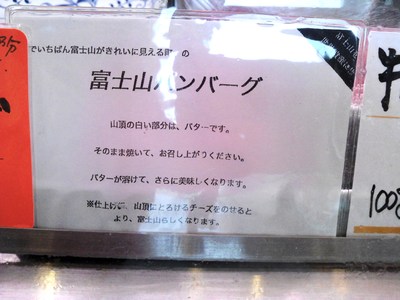 でいちばん富士山がきれいに見える町 の
富士山ハンバーグ
山頂の白い部分は、バターです。
そのまま焼いて、お召し上がりください。
バターが溶けて、さらに美味しくなります。
※仕上げに、山頂にとろけるチーズをのせると
より、富士山らしくなります。
牛
100g